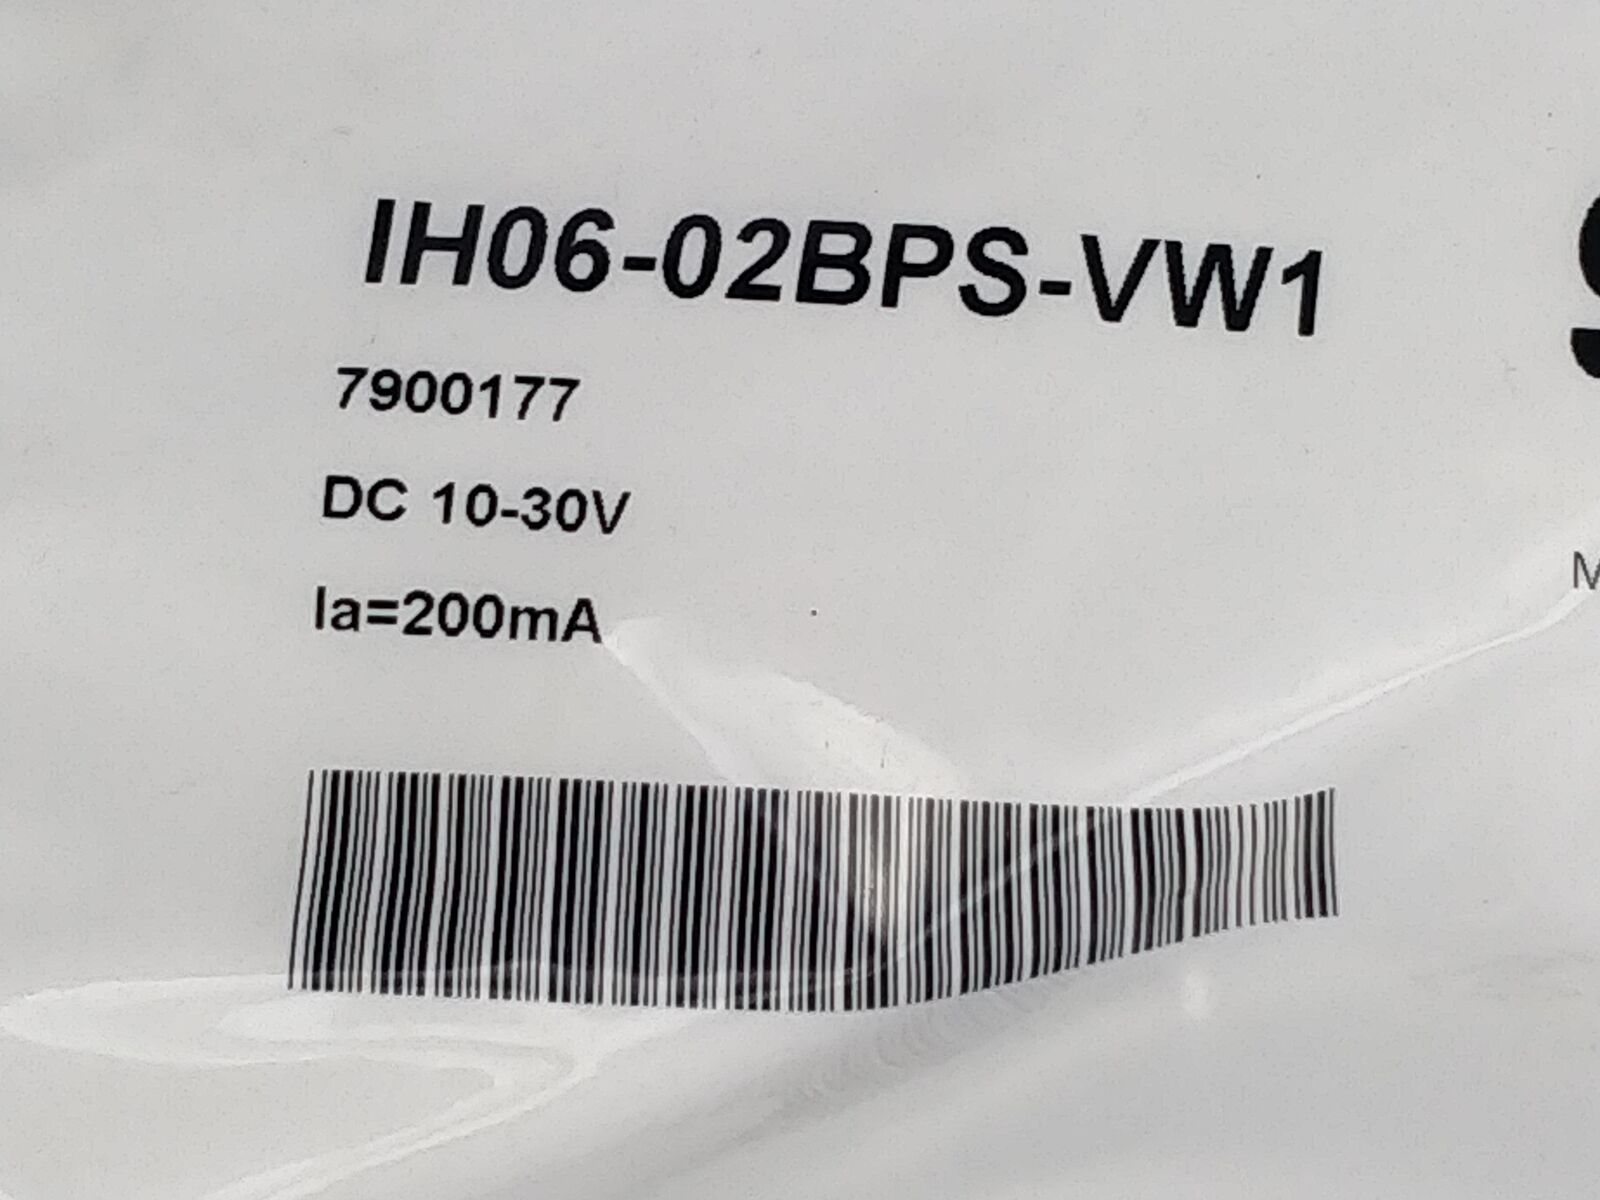 IH06-02BPS-VW1
7900177
DC 10-30V
Ia=200mA